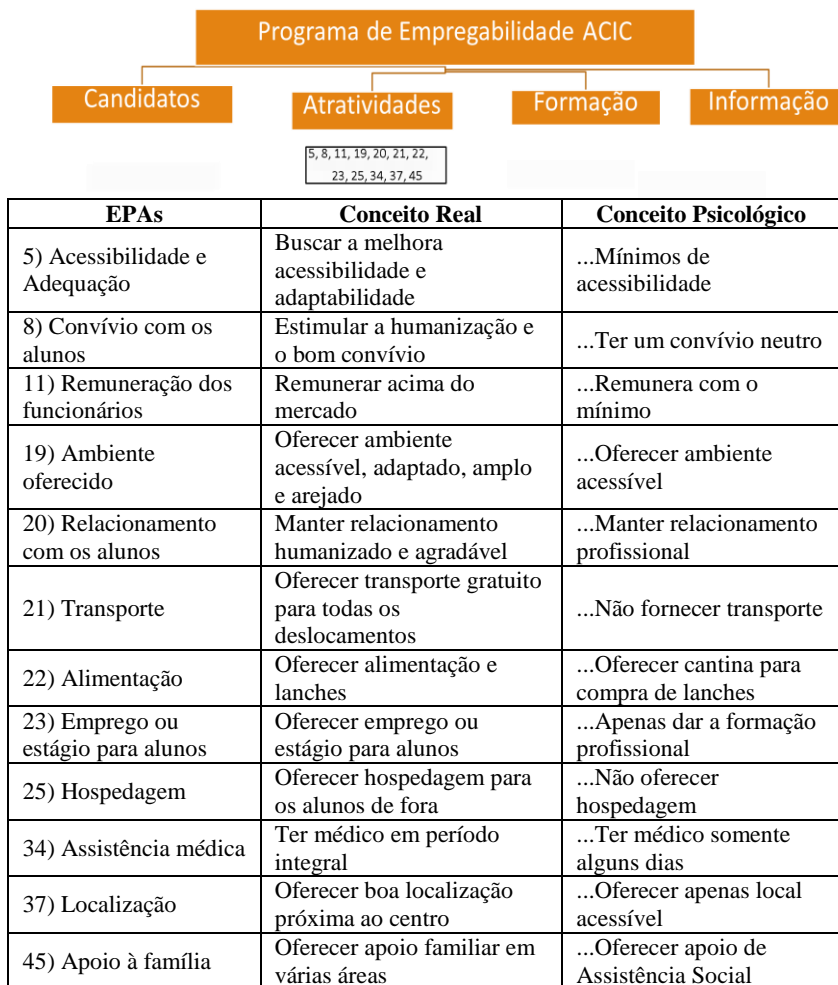 Programa de Empregabilidade ACIC
Candidatos
Atratividades
Formação
Informação
5, 8, 11, 19, 20, 21, 22,
23, 25, 34, 37, 45
EPAs
Conceito Real
Conceito Psicológico
5) Acessibilidade e
Adequação
Buscar a melhora
acessibilidade e
adaptabilidade
...Mínimos de
acessibilidade
8) Convívio com os
alunos
Estimular a humanização e
o bom convívio
...Ter um convívio neutro
11) Remuneração dos
funcionários
Remunerar acima do
mercado
...Remunera com o
mínimo
19) Ambiente
oferecido
Oferecer ambiente
acessível, adaptado, amplo
e arejado
...Oferecer ambiente
acessível
20) Relacionamento
com os alunos
Manter relacionamento
humanizado e agradável
...Manter relacionamento
profissional
21) Transporte
Oferecer transporte gratuito
para todas os
deslocamentos
...Não fornecer transporte
22) Alimentação
Oferecer alimentação e
lanches
...Oferecer cantina para
compra de lanches
23) Emprego ou
estágio para alunos
Oferecer emprego ou
estágio para alunos
...Apenas dar a formação
profissional
25) Hospedagem
Oferecer hospedagem para
os alunos de fora
...Não oferecer
hospedagem
34) Assistência médica
Ter médico em período
integral
...Ter médico somente
alguns dias
37) Localização
Oferecer boa localização
próxima ao centro
...Oferecer apenas local
acessível
45) Apoio à família
Oferecer apoio familiar em
várias áreas
...Oferecer apoio de
Assistência Social